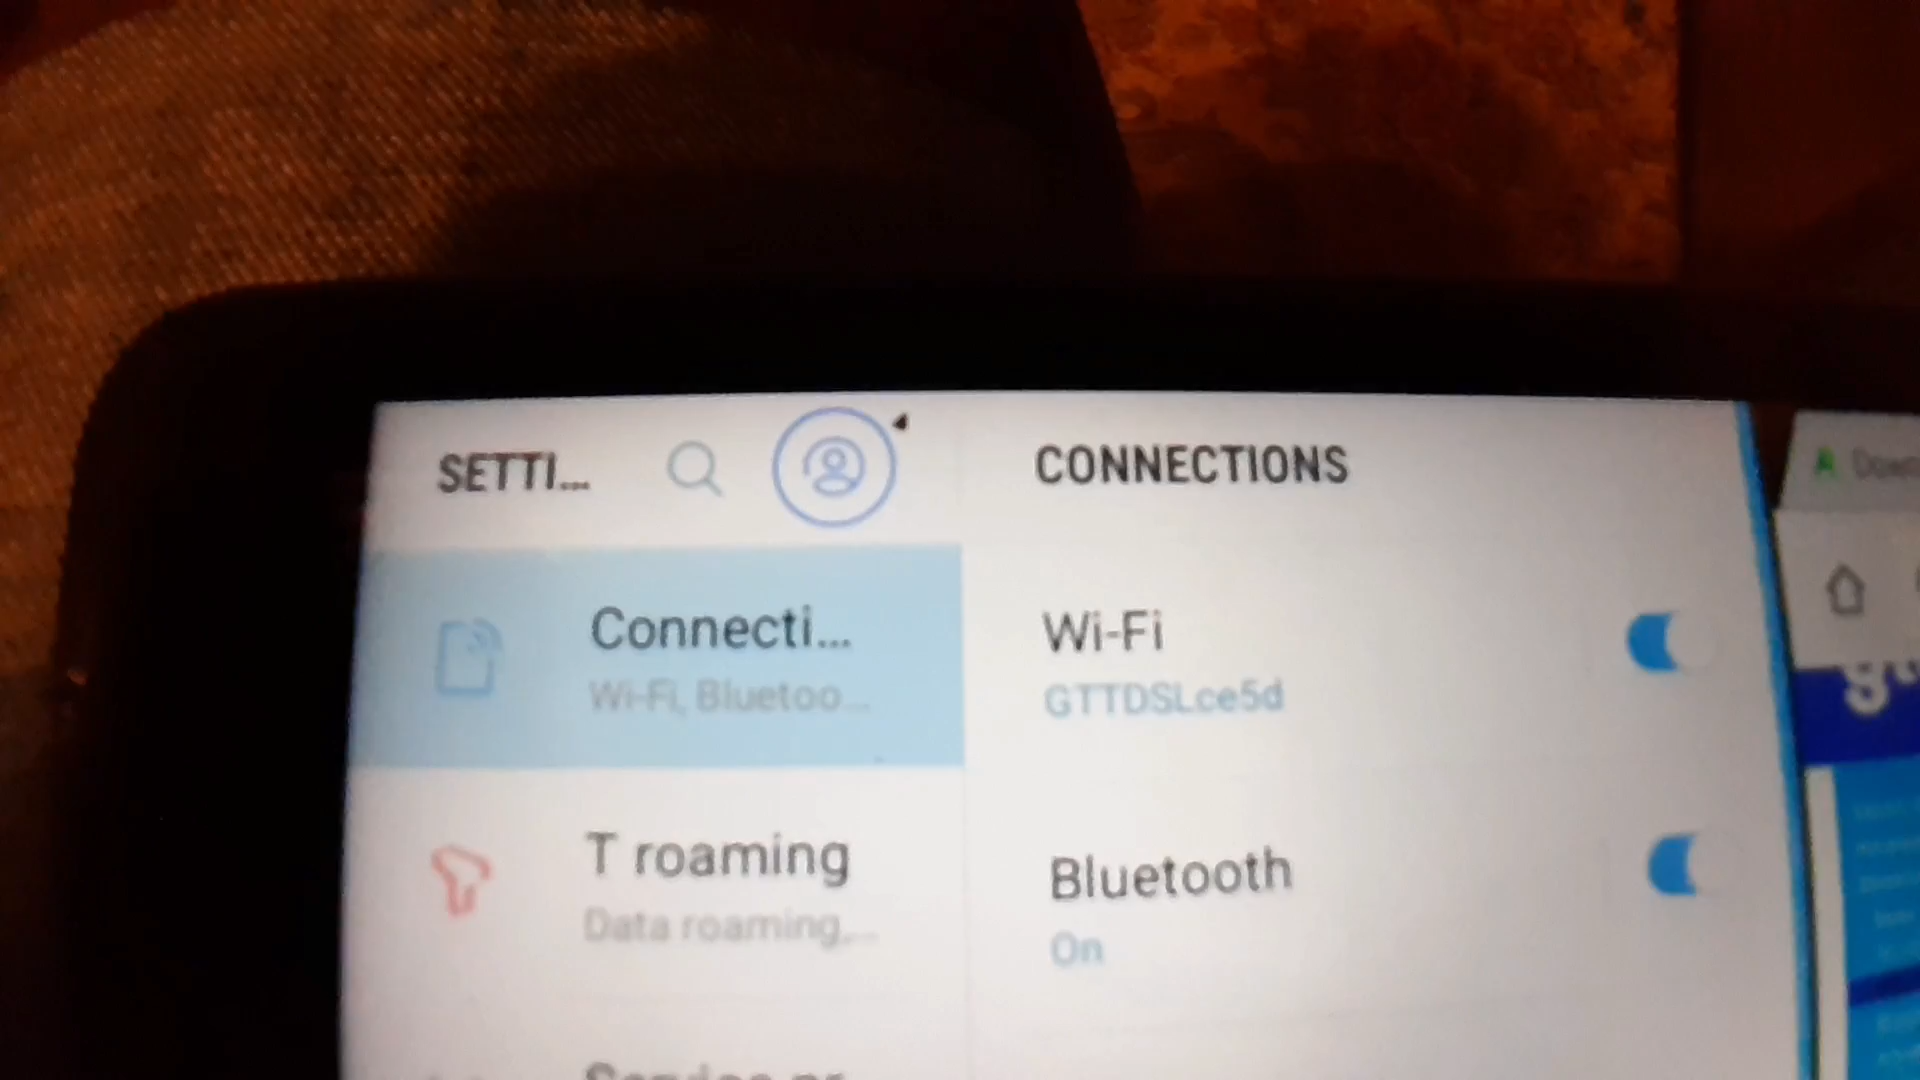 SETTI...
CONNECTIONS
Connecti...
Wi-Fi, Bluetoo...
Wi-Fi
GTTDSLce5d
T roaming
Data roaming,...
Bluetooth
On